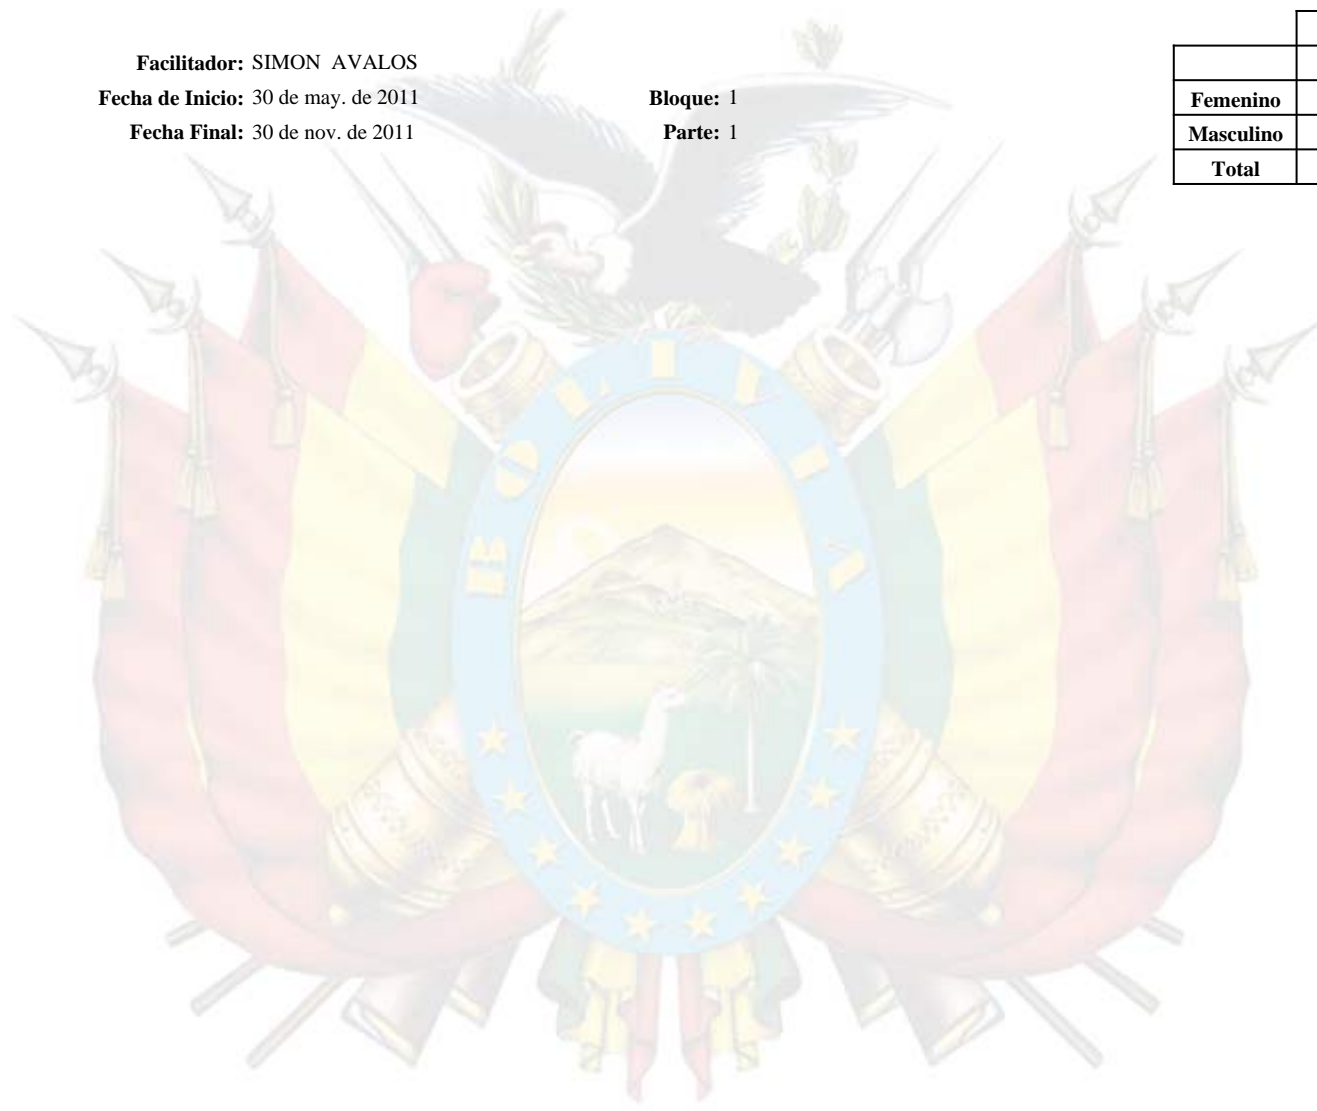 Facilitador: SIMON AVALOS
Fecha de Inicio: 30 de may. de 2011 Bloque: 1
Fecha Final: 30 de nov. de 2011 Parte: 1
Femenino
Masculino
Total
BOLIVIA